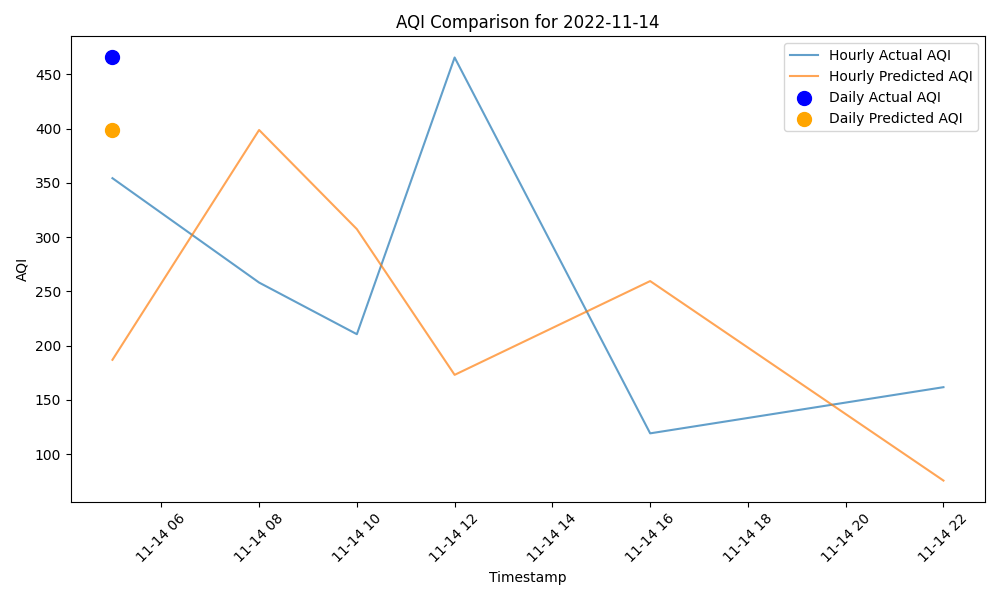 AQI Comparison for 2022-11-14
Hourly Actual AQI
Hourly Predicted AQI
Daily Actual AQI
Daily Predicted AQI
AQI
450
400
350
300
250
200
150
100
11-14 06
11-14 08
11-14 10
11-14 12
11-14 14
11-14 16
11-14 18
11-14 20
11-14 22
Timestamp